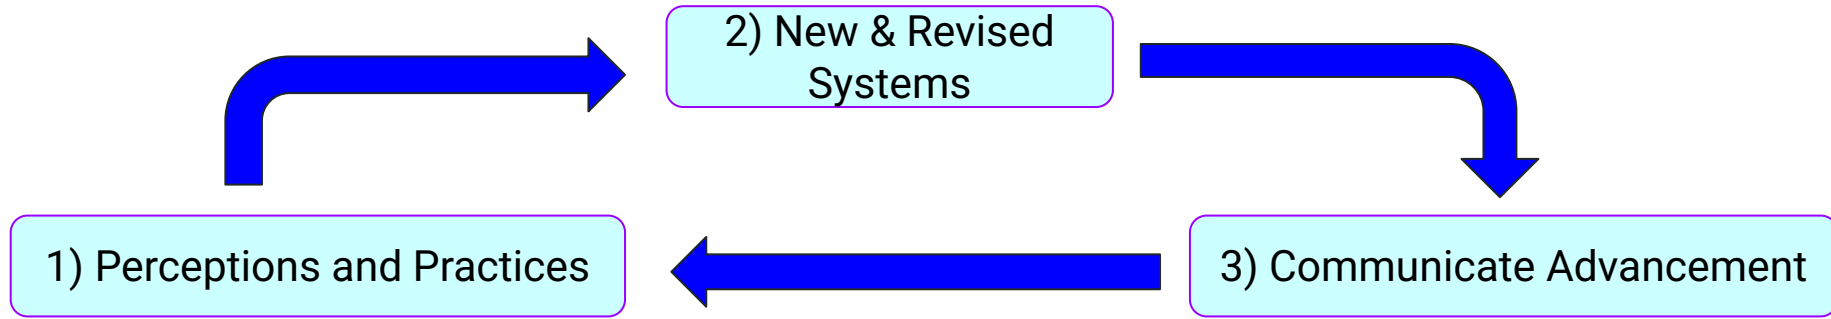 2) New & Revised
Systems
1) Perceptions and Practices
3) Communicate Advancement